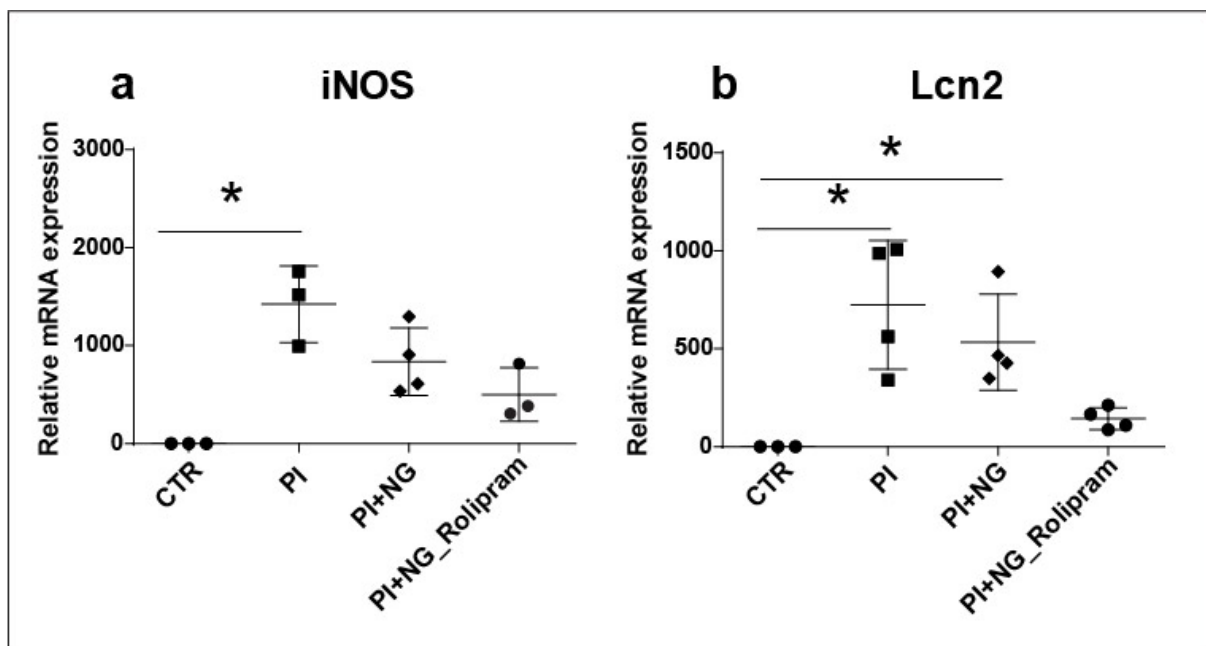 a
iNOS
Relative mRNA expression
3000
2000
1000
0
*
CTR
PI
PI+NG
PI+NG_Rolipram
b
Lcn2
Relative mRNA expression
1500
1000
500
0
*
*
CTR
PI
PI+NG
PI+NG_Rolipram